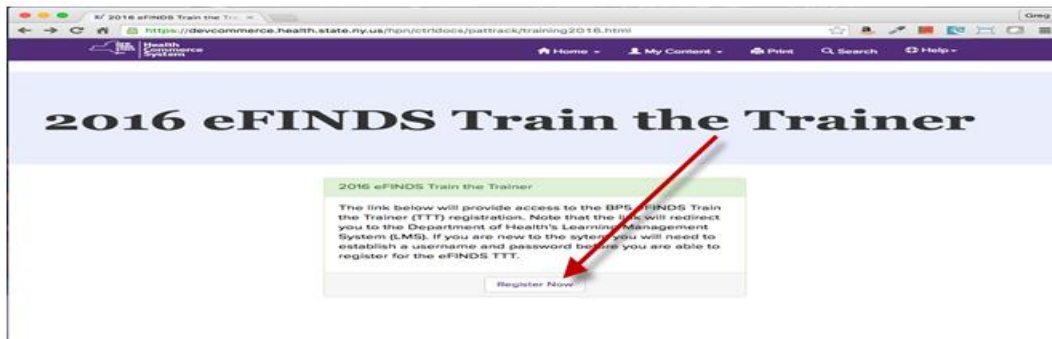 2016 eFINDS Train the Tra
Greg
https://devcommerce.health.state.ny.us/hpn/ctrldocs/pattrack/training2016.html
Health Commerce System
Home
My Content
Print
Search
Help
2016 eFINDS Train the Trainer
2016 eFINDS Train the Trainer
The link below will provide access to the BP5 eFINDS Train
the Trainer (TTT) registration. Note that the link will redirect
you to the Department of Health's Learning Management
System (LMS). If you are new to the sytem you will need to
establish a username and password before you are able to
register for the eFINDS TTT.
Register Now